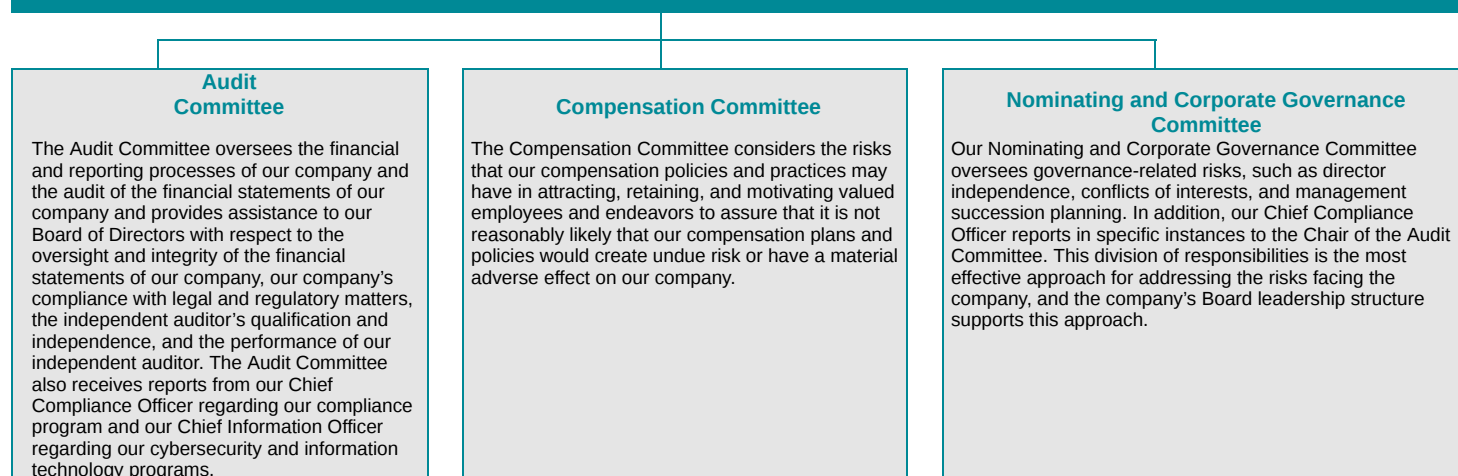 Audit
Committee
The Audit Committee oversees the financial
and reporting processes of our company and
the audit of the financial statements of our
company and provides assistance to our
Board of Directors with respect to the
oversight and integrity of the financial
statements of our company, our company’s
compliance with legal and regulatory matters,
the independent auditor’s qualification and
independence, and the performance of our
independent auditor. The Audit Committee
also receives reports from our Chief
Compliance Officer regarding our compliance
program and our Chief Information Officer
regarding our cybersecurity and information
technology programs.
Compensation Committee
The Compensation Committee considers the risks
that our compensation policies and practices may
have in attracting, retaining, and motivating valued
employees and endeavors to assure that it is not
reasonably likely that our compensation plans and
policies would create undue risk or have a material
adverse effect on our company.
Nominating and Corporate Governance
Committee
Our Nominating and Corporate Governance Committee
oversees governance-related risks, such as director
independence, conflicts of interests, and management
succession planning. In addition, our Chief Compliance
Officer reports in specific instances to the Chair of the Audit
Committee. This division of responsibilities is the most
effective approach for addressing the risks facing the
company, and the company’s Board leadership structure
supports this approach.